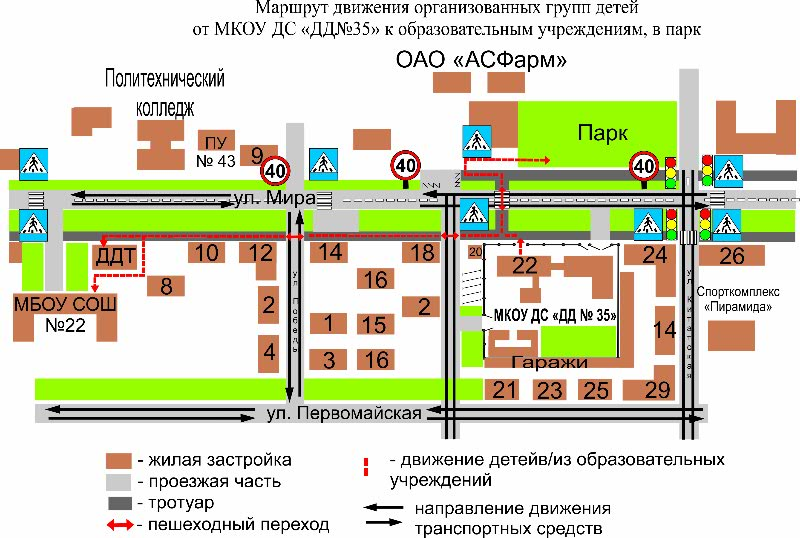 Маршрут движения организованных групп детей
от МКОУ ДС «ДД№35» к образовательным учреждениям, в парк
ОАО «АСФарм»
Политехнический
колледж
ПУ
№ 43
9
40
40
40
Парк
ул. Мира
ДДТ
8
10
12
14
18
20
22
24
26
МБОУ СОШ
№22
2
4
ул. Победы
16
1
15
3
16
2
МКОУ ДС «ДД № 35»
Гаражи
14
Спорткомплекс
«Пирамида»
21
23
25
29
ул. Первомайская
- жилая застройка
- проезжая часть
- тротуар
- пешеходный переход
- движение детейв/из образовательных
учреждений
направление движения
транспортных средств